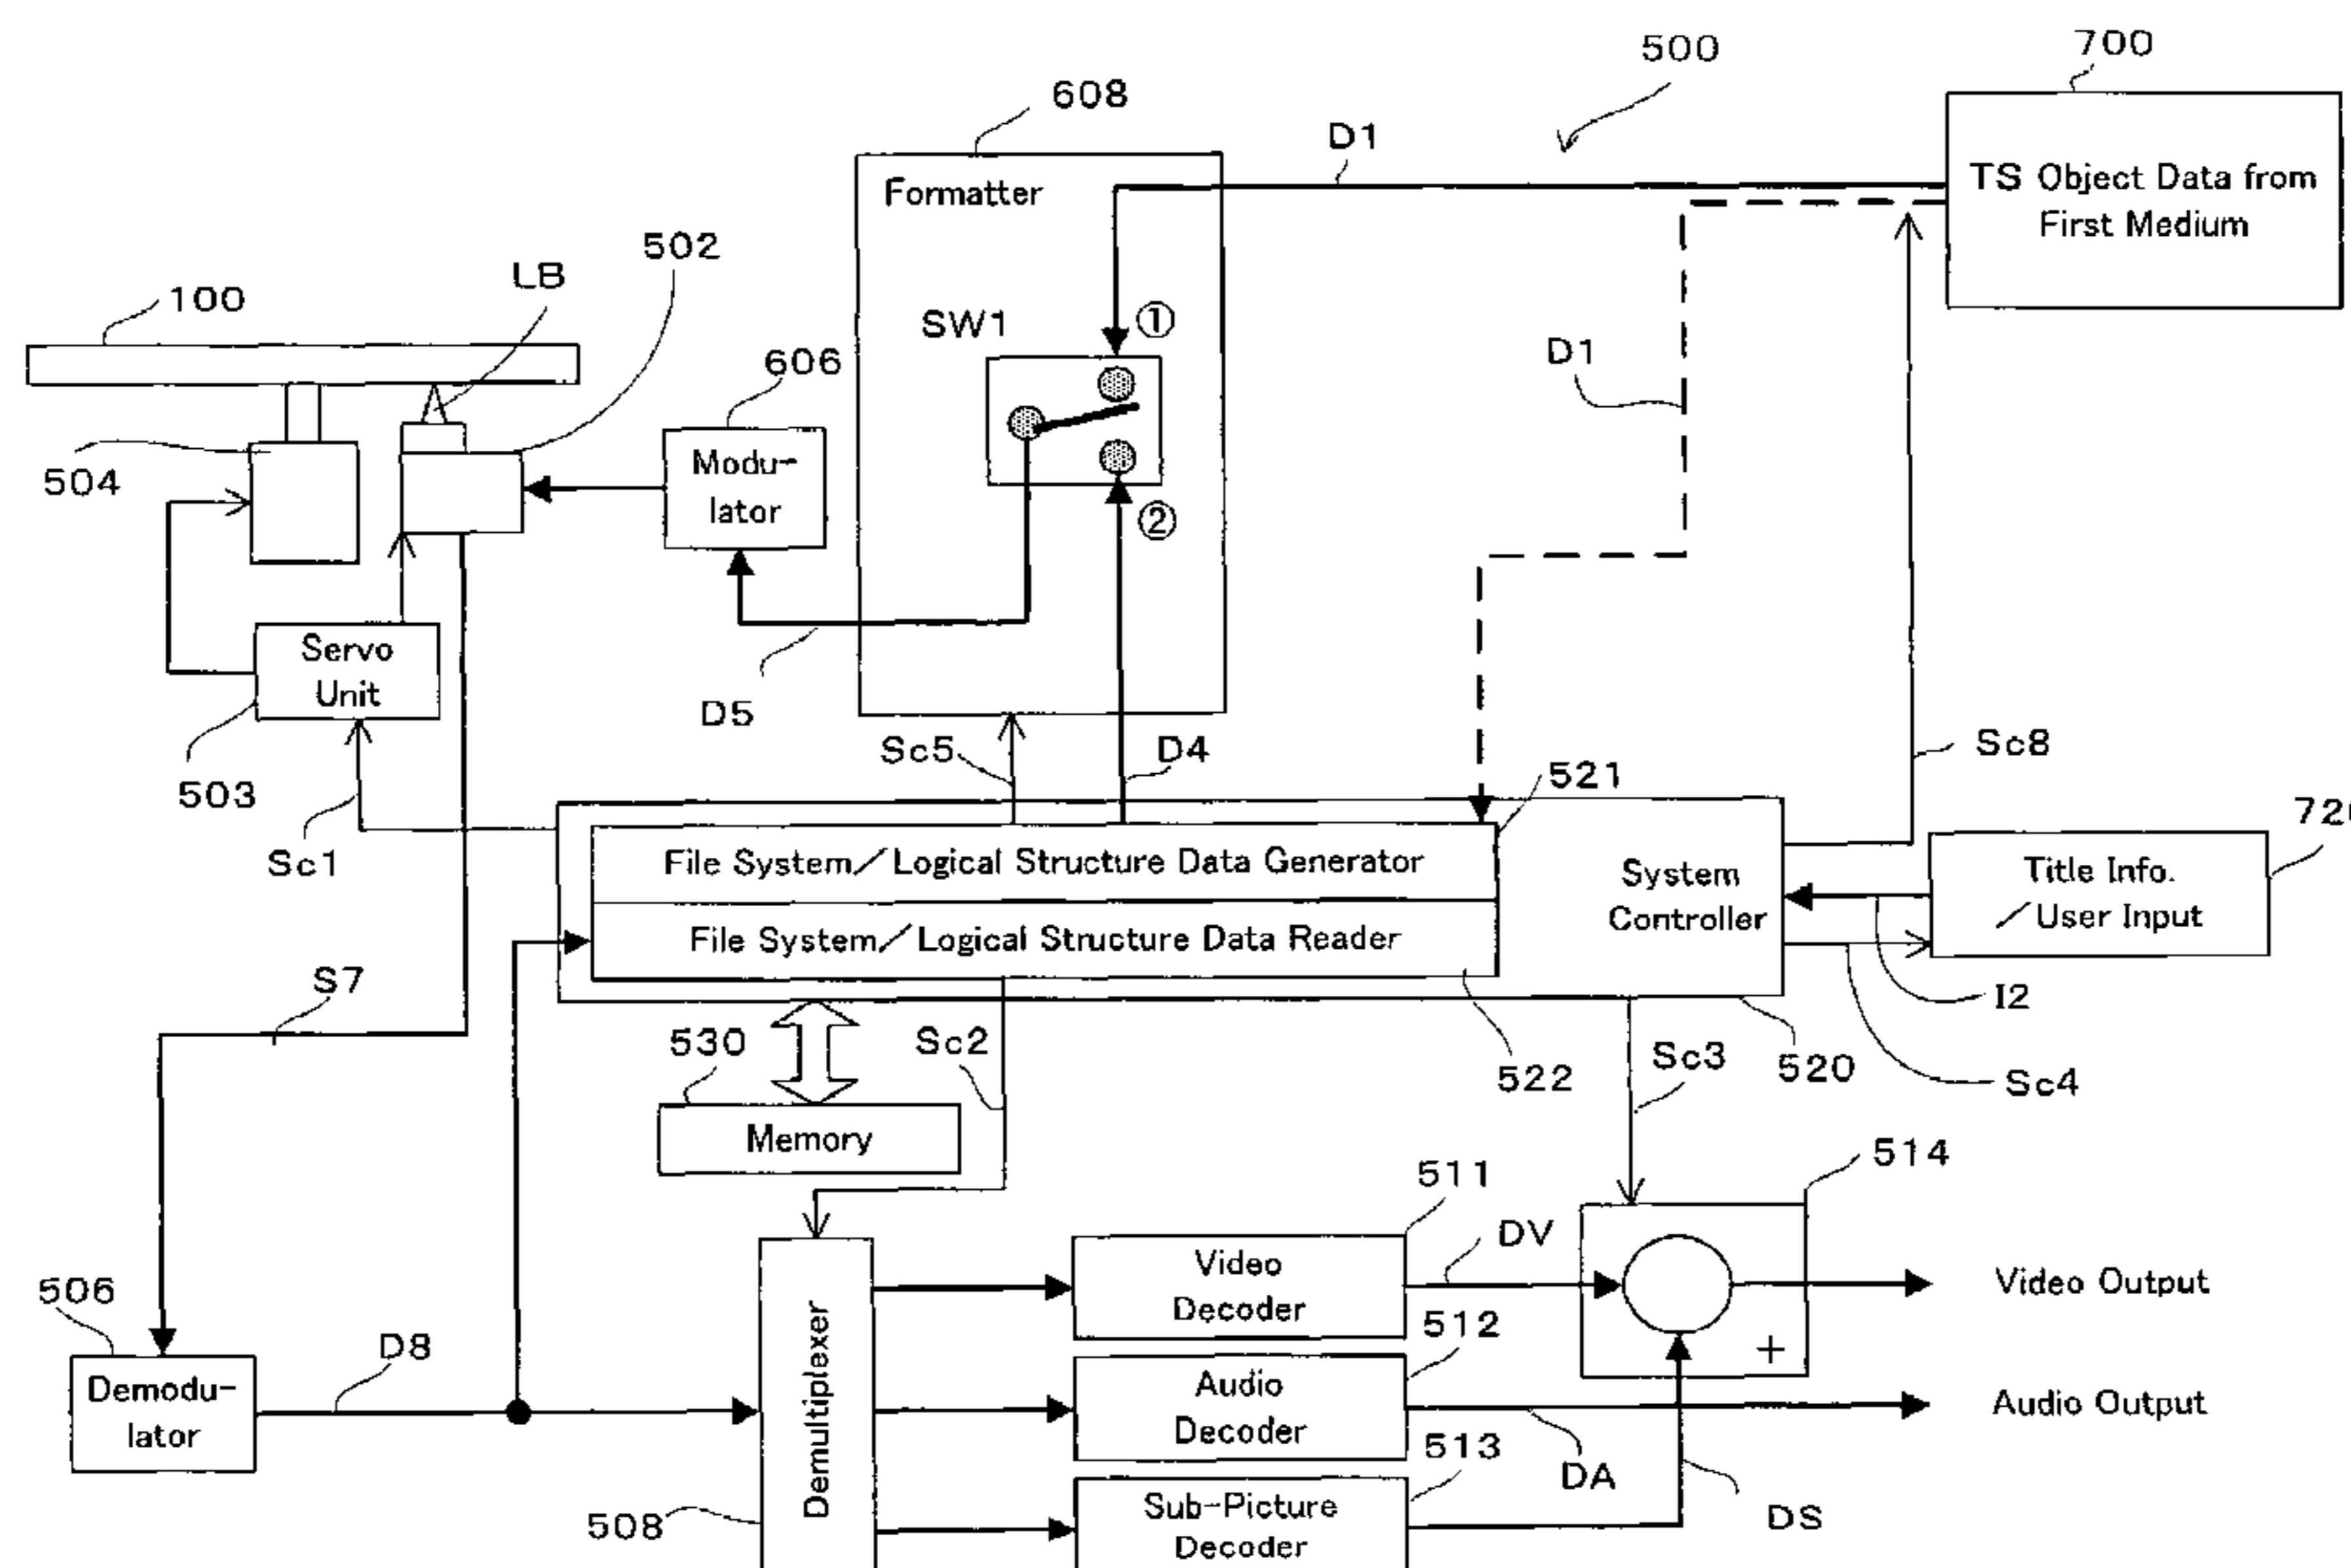 500
700
608
D1
TS Object Data from
First Medium
Formatter
502
LB
100
SW1
①
606
D1
504
Modu-
lator
②
Servo
Unit
D5
503
Sc5
D4
Sc8
521
Sc1
File System/Logical Structure Data Generator
System
Controller
Title Info.
/User Input
File System/Logical Structure Data Reader
S7
I2
530
Sc2
522
Sc3
520
Sc4
Memory
514
511
DV
Video
Decoder
Video Output
506
512
+
D8
Demodu-
lator
Demultiplexer
Audio
Decoder
Audio Output
513
DA
508
Sub-Picture
Decoder
DS